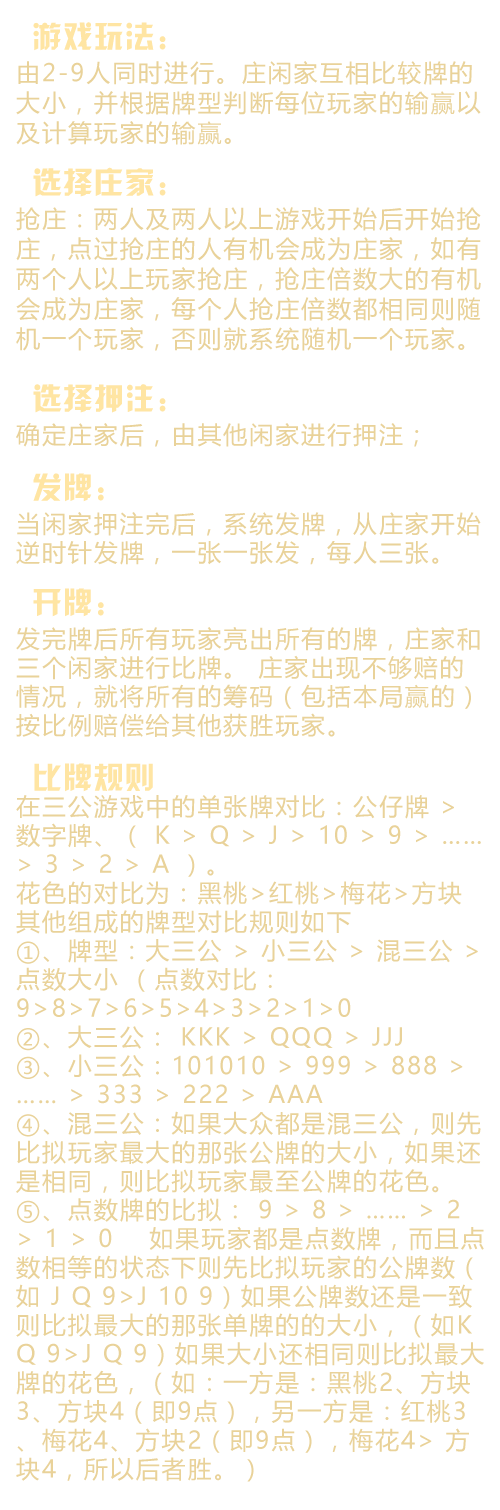 游戏玩法：
由2-9人同时进行。庄闲家互相比较牌的
大小，并根据牌型判断每位玩家的输赢以
及计算玩家的输赢。
选择庄家：
抢庄：两人及两人以上游戏开始后开始抢
庄，点过抢庄的人有机会成为庄家，如有
两个人以上玩家抢庄，抢庄倍数大的有机
会成为庄家，每个人抢庄倍数都相同则随
机一个玩家，否则就系统随机一个玩家。
选择押注：
确定庄家后，由其他闲家进行押注；
发牌：
当闲家押注完后，系统发牌，从庄家开始
逆时针发牌，一张一张发，每人三张。
开牌：
发完牌后所有玩家亮出所有的牌，庄家和
三个闲家进行比牌。 庄家出现不够赔的
情况，就将所有的筹码（包括本局赢的）
按比例赔偿给其他获胜玩家。
比牌规则
在三公游戏中的单张牌对比：公仔牌 >
数字牌、（ K > Q > J > 10 > 9 > ……
> 3 > 2 > A ）。
花色的对比为：黑桃>红桃>梅花>方块
其他组成的牌型对比规则如下
①、牌型：大三公 > 小三公 > 混三公 >
点数大小 （点数对比：
9>8>7>6>5>4>3>2>1>0
②、大三公： KKK > QQQ > JJJ
③、小三公：101010 > 999 > 888 >
…… > 333 > 222 > AAA
④、混三公：如果大众都是混三公，则先
比拟玩家最大的那张公牌的大小，如果还
是相同，则比拟玩家最至公牌的花色。
⑤、点数牌的比拟： 9 > 8 > …… > 2
> 1 > 0 如果玩家都是点数牌，而且点
数相等的状态下则先比拟玩家的公牌数（
如 J Q 9>J 10 9）如果公牌数还是一致
则比拟最大的那张单牌的的大小，（如K
Q 9>J Q 9）如果大小还相同则比拟最大
牌的花色，（如：一方是：黑桃2、方块
3、方块4（即9点），另一方是：红桃3
、梅花4、方块2（即9点），梅花4> 方
块4，所以后者胜。）